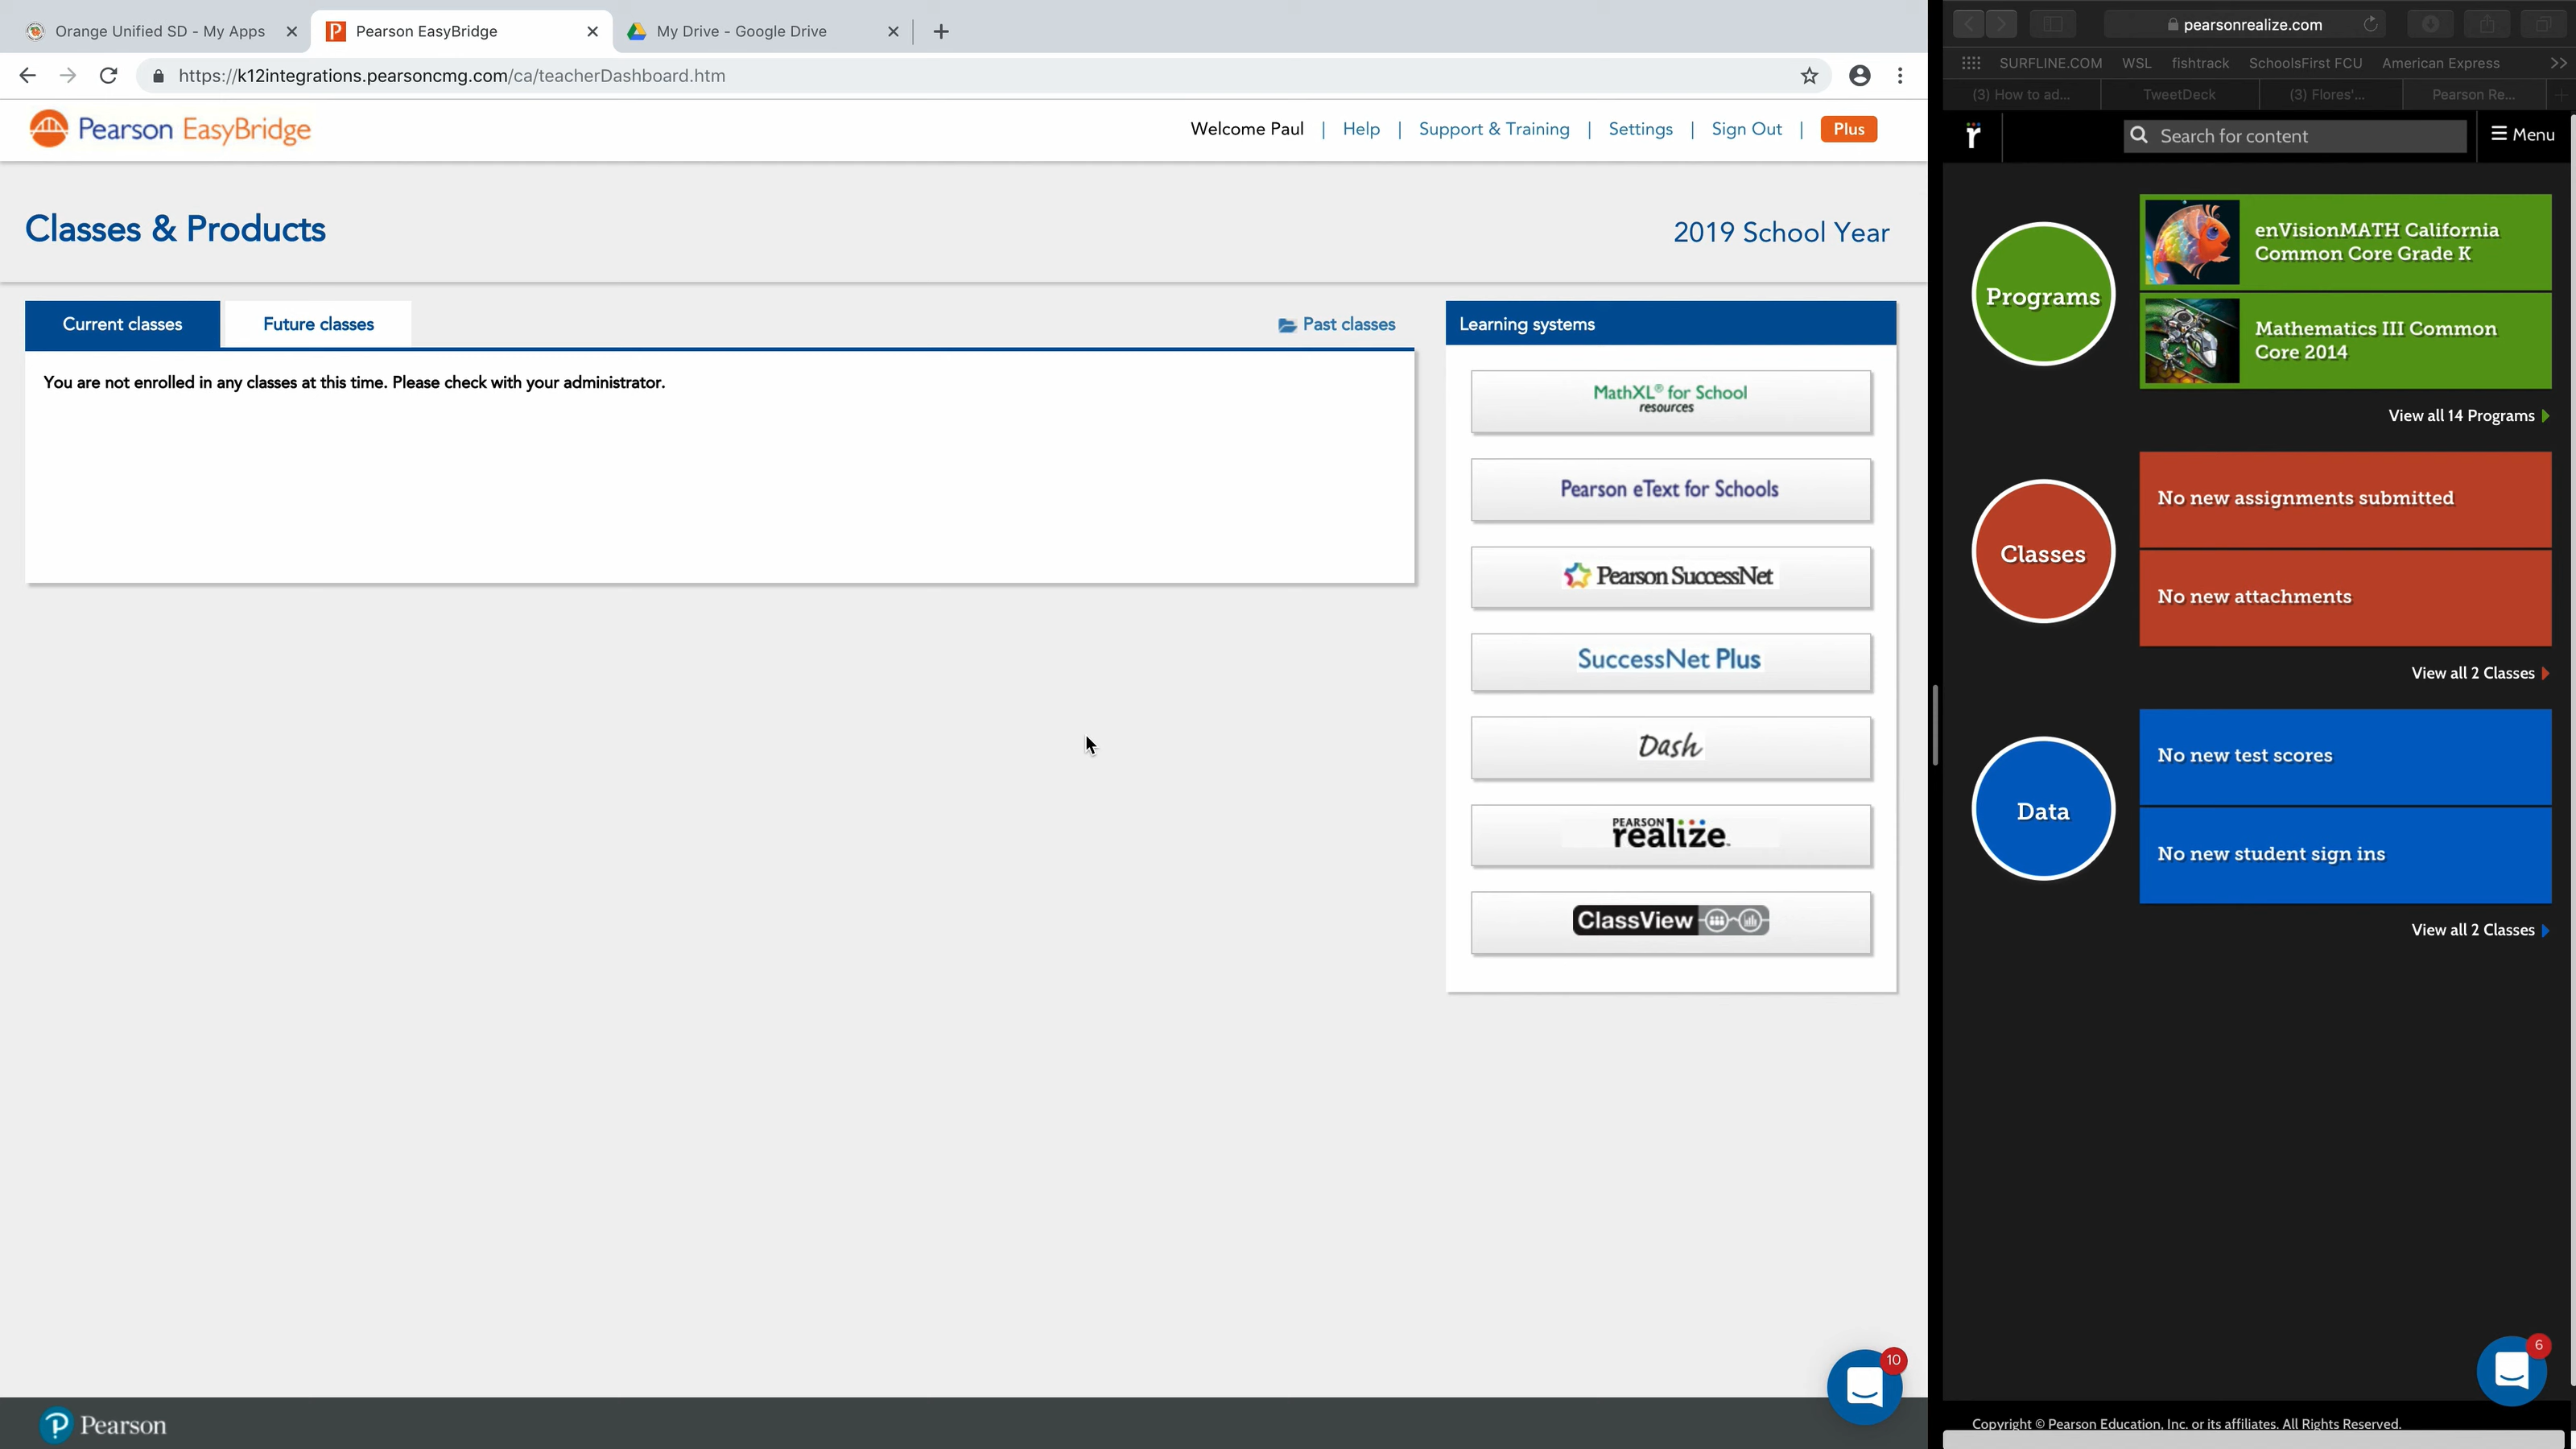 Orange Unified SD - My Apps
Pearson EasyBridge
My Drive - Google Drive
https://k12integrations.pearsoncmg.com/ca/teacherDashboard.htm
Pearson EasyBridge
Welcome Paul | Help | Support & Training | Settings | Sign Out | Plus
Classes & Products
2019 School Year
Current classes
Future classes
Past classes
You are not enrolled in any classes at this time. Please check with your administrator.
Learning systems
MathXL® for School
resources
Pearson eText for Schools
Pearson SuccessNet
SuccessNet Plus
Dash
PEARSON
realize™
ClassView
10
Pearson
pearsonrealize.com
SURFLINE.COM
WSL
fishtrack
SchoolsFirst FCU
American Express
(3) How to ad...
TweetDeck
(3) Flores'...
Pearson Re...
r
Search for content
Menu
Programs
enVisionMATH California
Common Core Grade K
Mathematics III Common
Core 2014
View all 14 Programs
Classes
No new assignments submitted
No new attachments
View all 2 Classes
Data
No new test scores
No new student sign ins
View all 2 Classes
6
Copyright © Pearson Education, Inc. or its affiliates. All Rights Reserved.